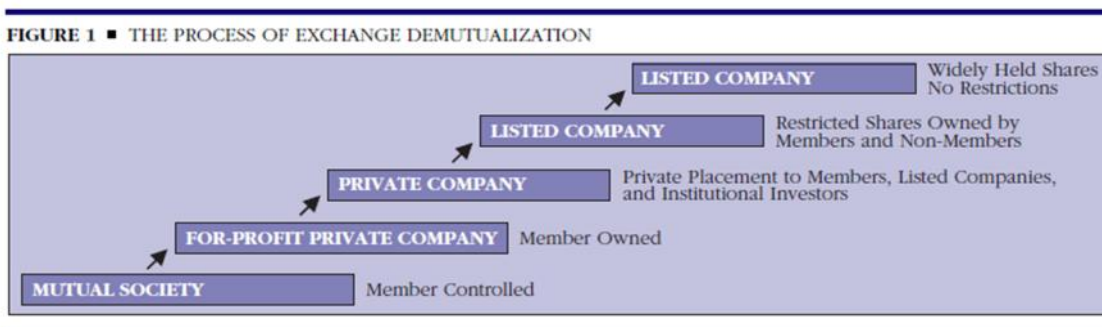 FIGURE 1 ■ THE PROCESS OF EXCHANGE DEMUTUALIZATION
LISTED COMPANY
Widely Held Shares
No Restrictions
LISTED COMPANY
Restricted Shares Owned by
Members and Non-Members
PRIVATE COMPANY
Private Placement to Members, Listed Companies,
and Institutional Investors
FOR-PROFIT PRIVATE COMPANY
Member Owned
MUTUAL SOCIETY
Member Controlled